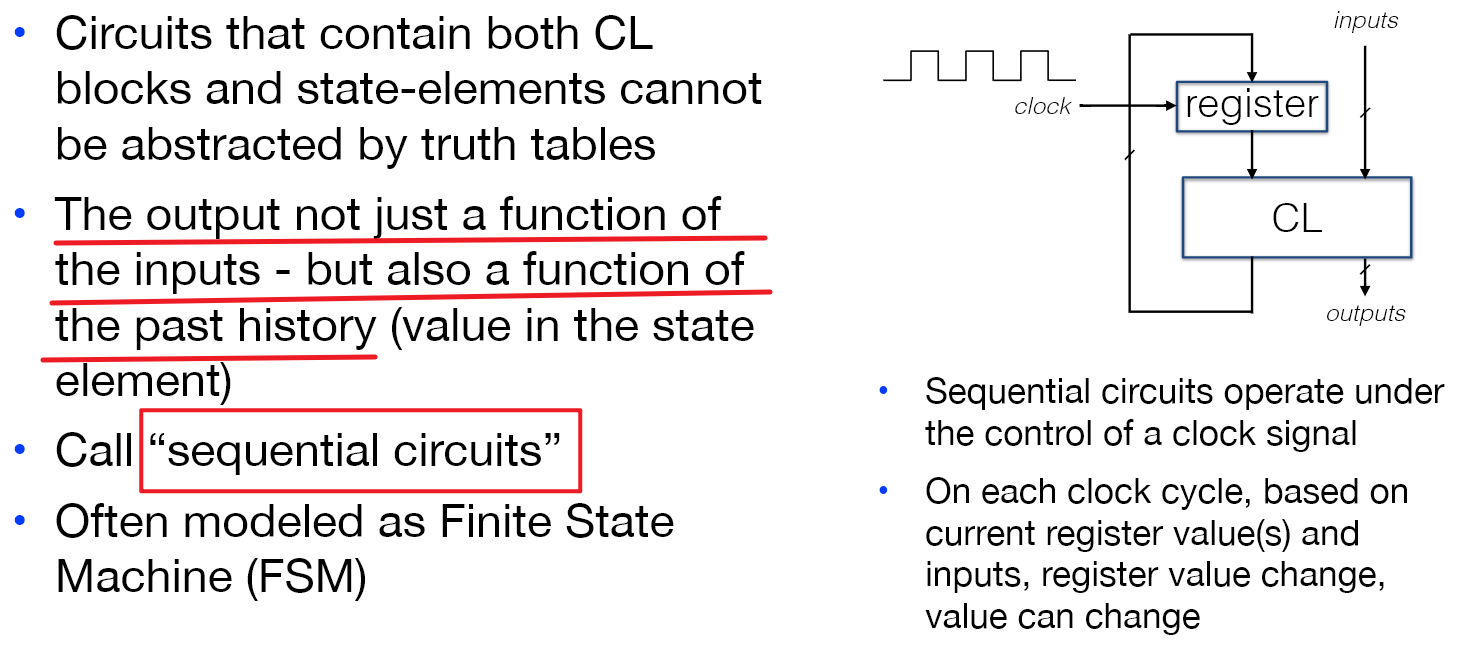 • Circuits that contain both CL
blocks and state-elements cannot
be abstracted by truth tables
• The output not just a function of
the inputs - but also a function of
the past history (value in the state
element)
• Call “sequential circuits”
• Often modeled as Finite State
Machine (FSM)
inputs
clock
register
CL
outputs
• Sequential circuits operate under
the control of a clock signal
• On each clock cycle, based on
current register value(s) and
inputs, register value change,
value can change